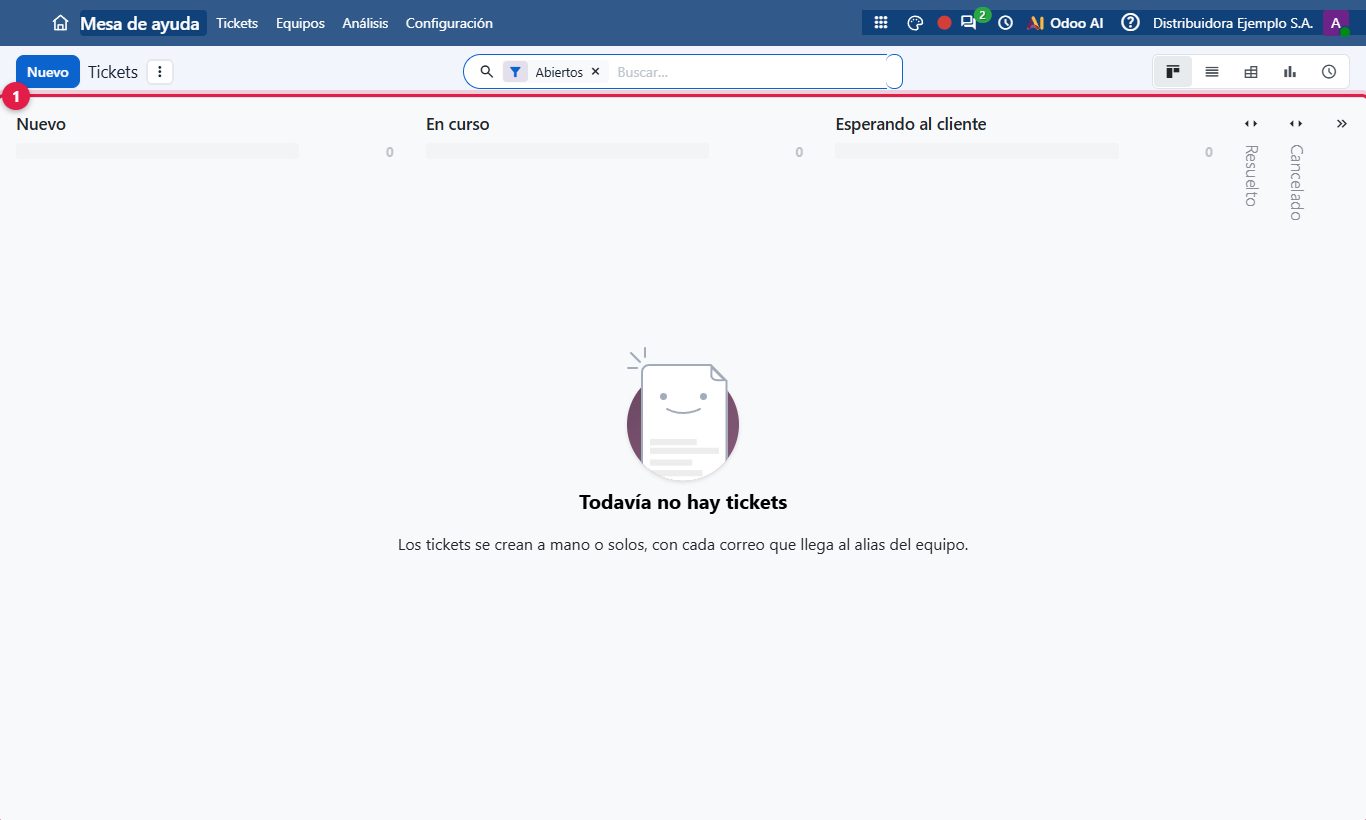 Mesa de ayuda Tickets Equipos Análisis Configuración 2 Odoo AI Distribuidora Ejemplo S.A. A
Nuevo Tickets Abiertos Buscar...
1
Nuevo En curso Esperando al cliente
0 0 0
Resuelto
Cancelado
Todavía no hay tickets
Los tickets se crean a mano o solos, con cada correo que llega al alias del equipo.